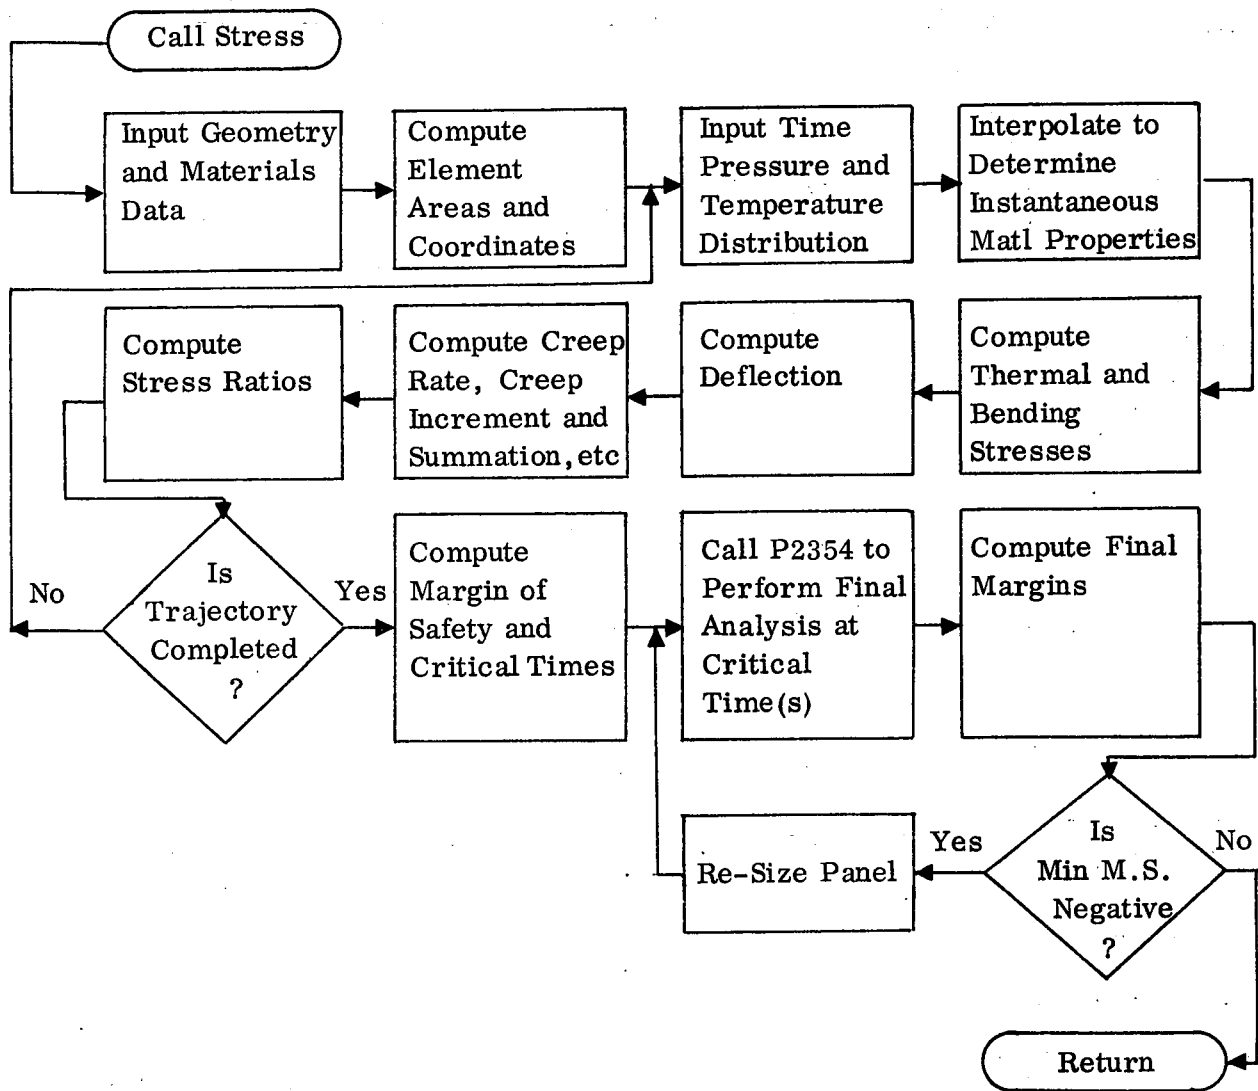 Call Stress
Input Geometry
and Materials
Data
Compute
Element
Areas and
Coordinates
Input Time
Pressure and
Temperature
Distribution
Interpolate to
Determine
Instantaneous
Matl Properties
Compute
Stress Ratios
Compute Creep
Rate, Creep
Increment and
Summation, etc
Compute
Deflection
Compute
Thermal and
Bending
Stresses
No
Is
Trajectory
Completed
?
Yes
Compute
Margin of
Safety and
Critical Times
Call P2354 to
Perform Final
Analysis at
Critical
Time(s)
Compute Final
Margins
Re-Size Panel
Yes
Is
Min M.S.
Negative
?
No
Return